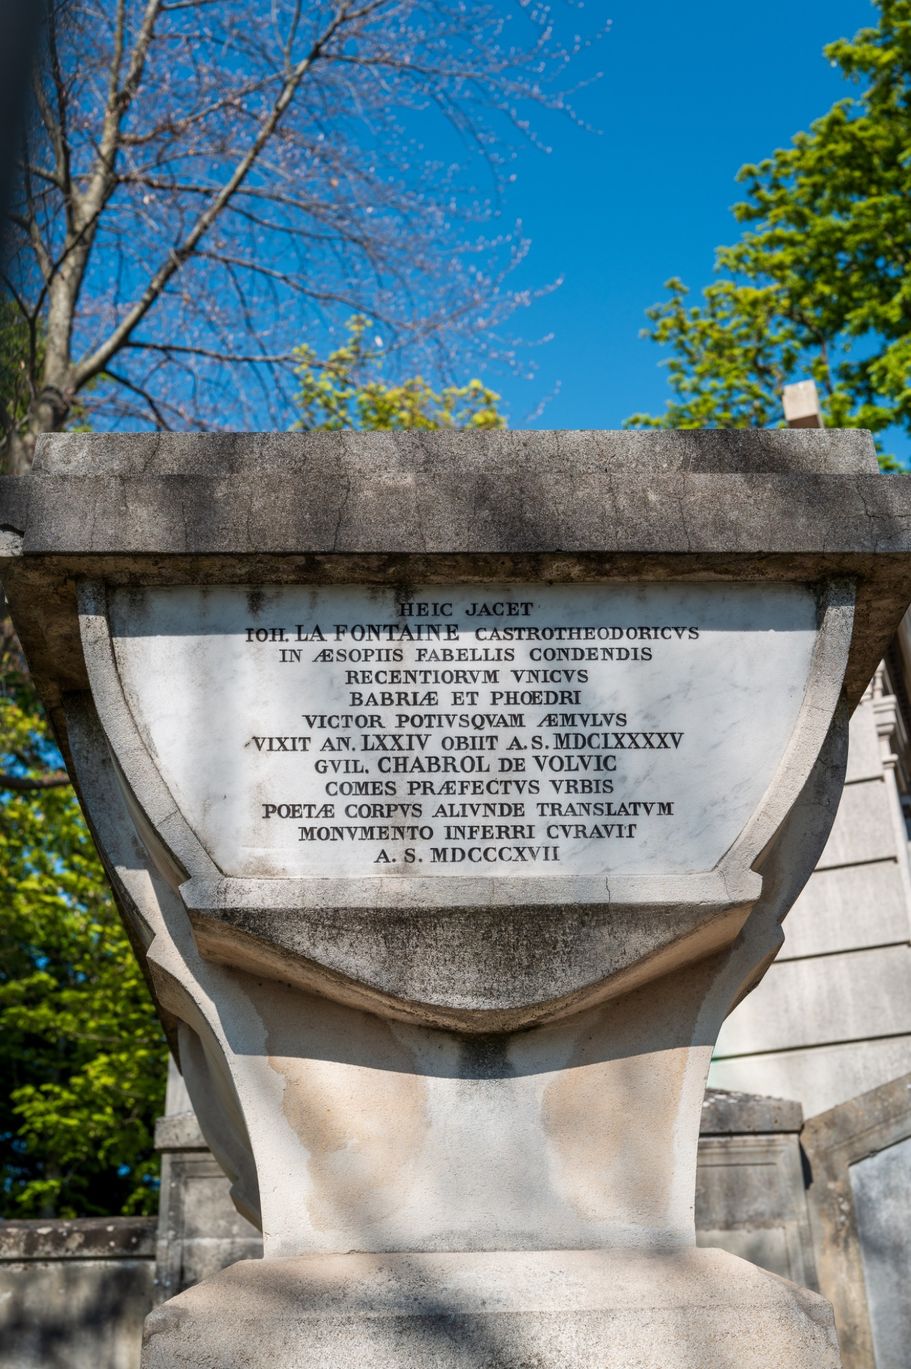 HEIC JACET
IOH. LA FONTAINE CASTROTHEODORICVS
IN ÆSOPIIS FABELLIS CONDENDIS
RECENTIORVM VNICVS
BABRIÆ ET PHŒDRI
VICTOR POTIVSQVAM ÆMVLVS
VIXIT AN. LXXIV OBIIT A.S. MDCLXXXXV
GVIL. CHABROL DE VOLVIC
COMES PRÆFECTVS VRBIS
POETÆ CORPVS ALIVNDE TRANSLATVM
MONVMENTO INFERRI CVRAVIT
A. S. MDCCCXVII